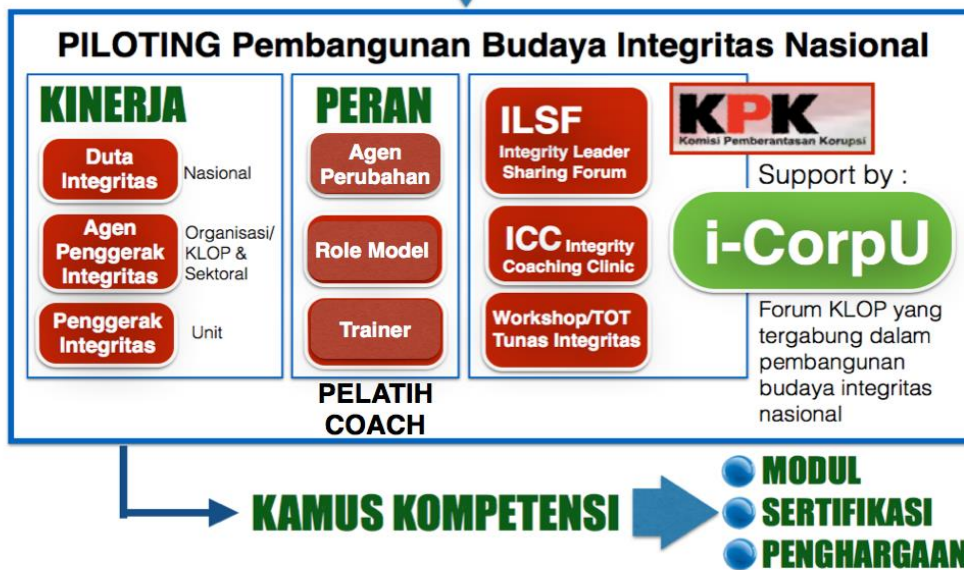 PILOTING Pembangunan Budaya Integritas Nasional
KINERJA
Duta
Integritas
Nasional
Agen
Penggerak
Integritas
Organisasi/
KLOP &
Sektoral
Penggerak
Integritas
Unit
PERAN
Agen
Perubahan
Role Model
Trainer
PELATIH
COACH
ILSF
Integrity Leader
Sharing Forum
ICC Integrity
Coaching Clinic
Workshop/TOT
Tunas Integritas
KPK
Komisi Pemberantasan Korupsi
Support by :
i-CorpU
Forum KLOP yang
tergabung dalam
pembangunan
budaya integritas
nasional
KAMUS KOMPETENSI
MODUL
SERTIFIKASI
PENGHARGAAN